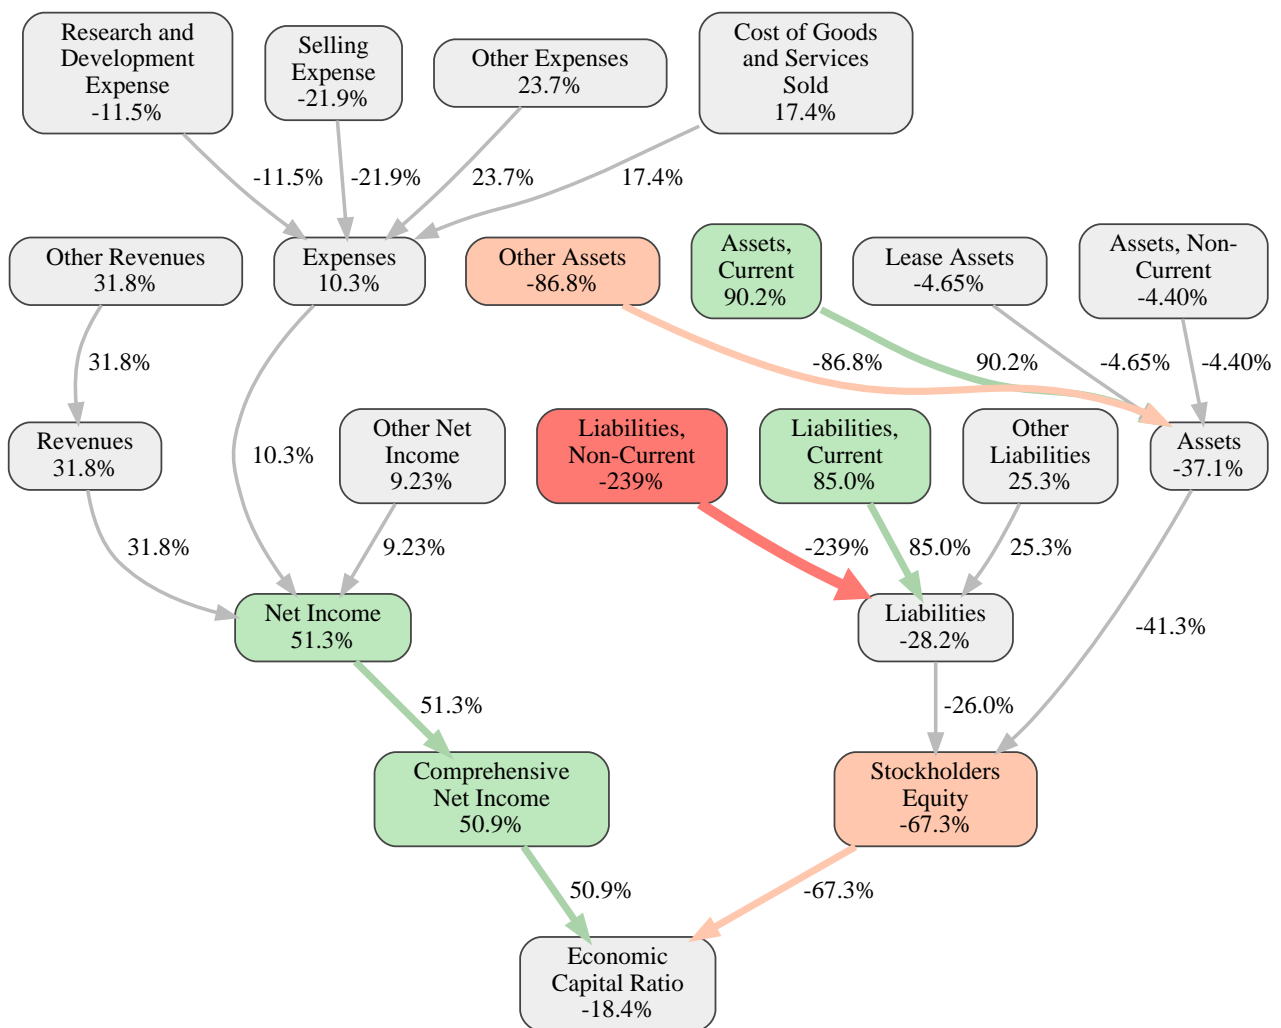 Research and
Development
Expense
-11.5%
Selling
Expense
-21.9%
Other Expenses
23.7%
Cost of Goods
and Services
Sold
17.4%
-11.5%
-21.9%
23.7%
17.4%
Other Revenues
31.8%
Expenses
10.3%
Other Assets
-86.8%
Assets,
Current
90.2%
Lease Assets
-4.65%
Assets, Non-
Current
-4.40%
31.8%
-86.8%
90.2%
-4.65%
-4.40%
Revenues
31.8%
10.3%
Other Net
Income
9.23%
Liabilities,
Non-Current
-239%
Liabilities,
Current
85.0%
Other
Liabilities
25.3%
Assets
-37.1%
31.8%
9.23%
-239%
85.0%
25.3%
Net Income
51.3%
Liabilities
-28.2%
-41.3%
51.3%
-26.0%
Comprehensive
Net Income
50.9%
Stockholders
Equity
-67.3%
50.9%
-67.3%
Economic
Capital Ratio
-18.4%